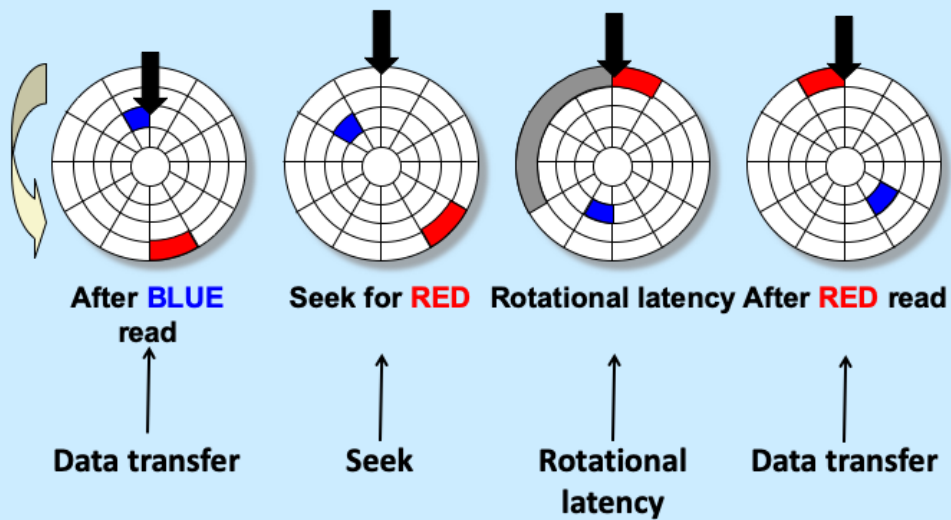 After BLUE
read
Seek for RED
Rotational latency
After RED read
Data transfer
Seek
Rotational
latency
Data transfer